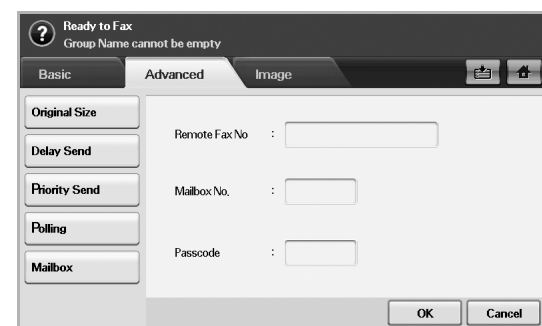 Ready to Fax
Group Name cannot be empty
Basic
Advanced
Image
Original Size
Delay Send
Priority Send
Polling
Mailbox
Remote Fax No :
Mailbox No. :
Passcode :
OK
Cancel